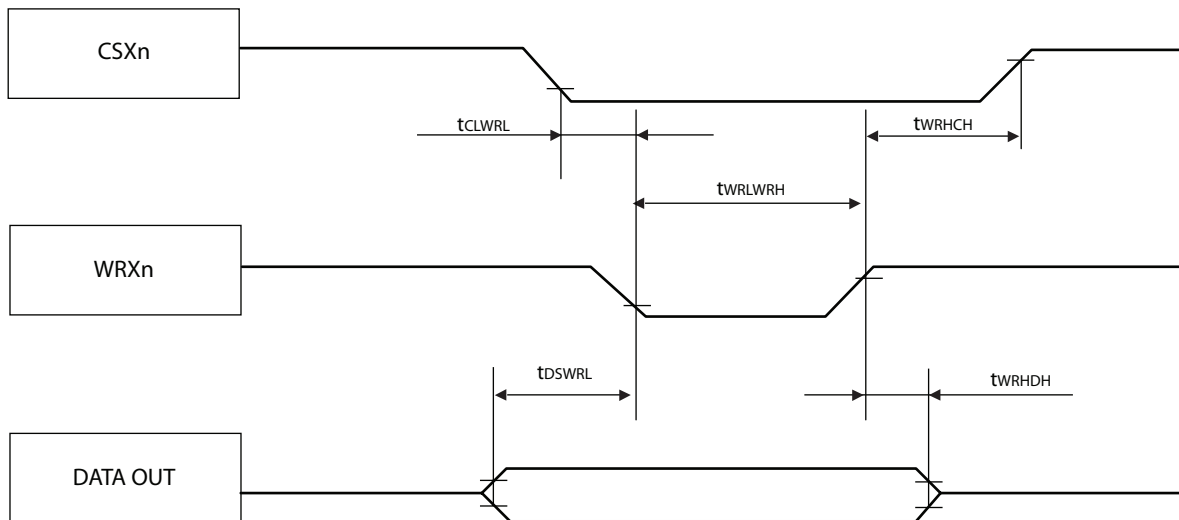 CSXn
tCLWRL
tWRHCH
tWRLWRH
WRXn
tDSWRL
tWRHDH
DATA OUT